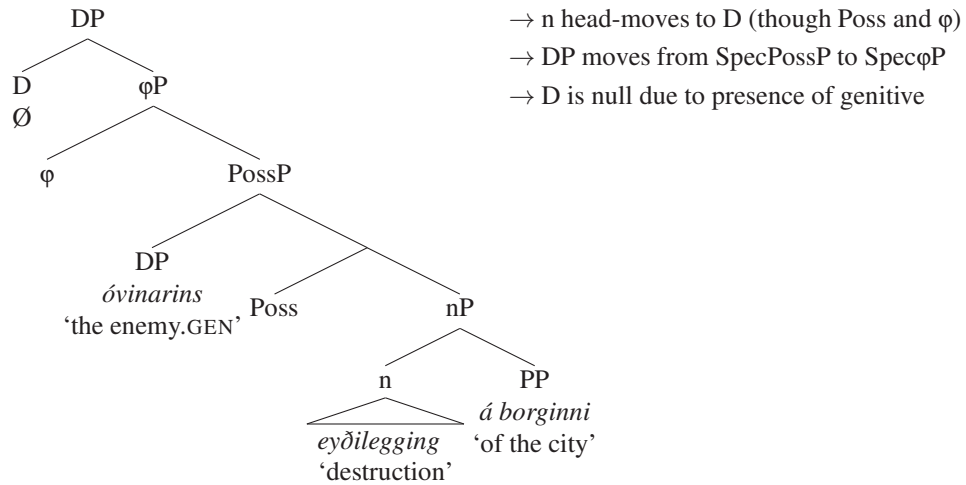 DP
→ n head-moves to D (though Poss and φ)
→ DP moves from SpecPossP to SpecφP
D φP
→ D is null due to presence of genitive
Ø
φ PossP
DP
óvinarins Poss nP
‘the enemy.GEN’
n PP
á borginni
eyðilegging ‘of the city’
‘destruction’